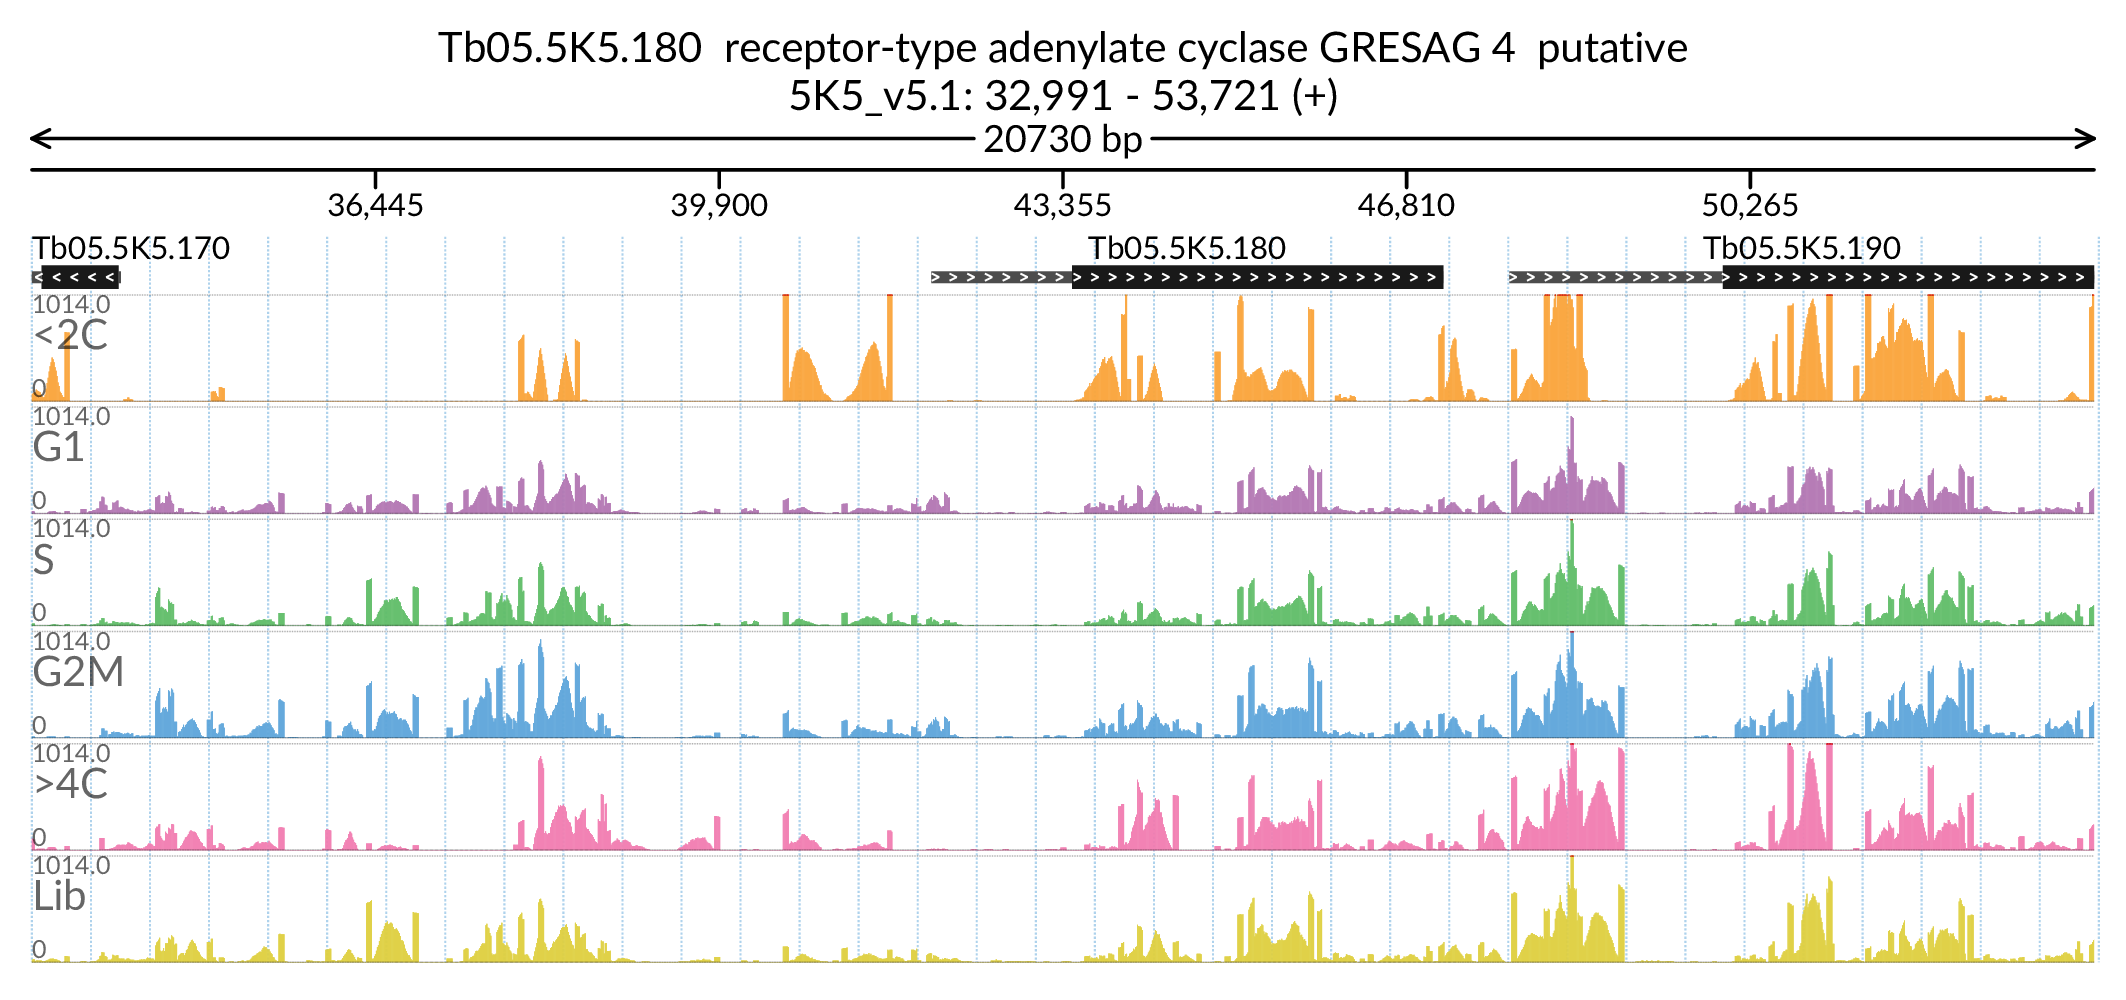 Tb05.5K5.180  receptor-type adenylate cyclase GRESAG 4  putative
5K5_v5.1: 32,991 - 53,721 (+)
20730 bp
36,445 39,900 43,355 46,810 50,265
Tb05.5K5.170 Tb05.5K5.180 Tb05.5K5.190
1014.0
<2C
0
1014.0
G1
0
1014.0
S
0
1014.0
G2M
0
1014.0
>4C
0
1014.0
Lib
0